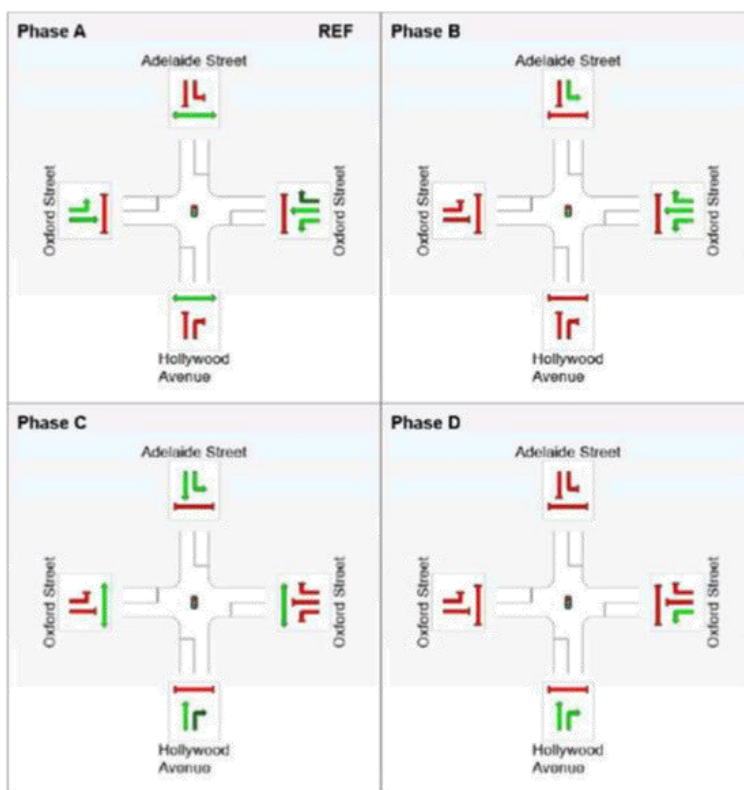 Phase A
REF
Adelaide Street
Oxford Street
Oxford Street
Hollywood
Avenue
Phase B
Adelaide Street
Oxford Street
Oxford Street
Hollywood
Avenue
Phase C
Adelaide Street
Oxford Street
Oxford Street
Hollywood
Avenue
Phase D
Adelaide Street
Oxford Street
Oxford Street
Hollywood
Avenue